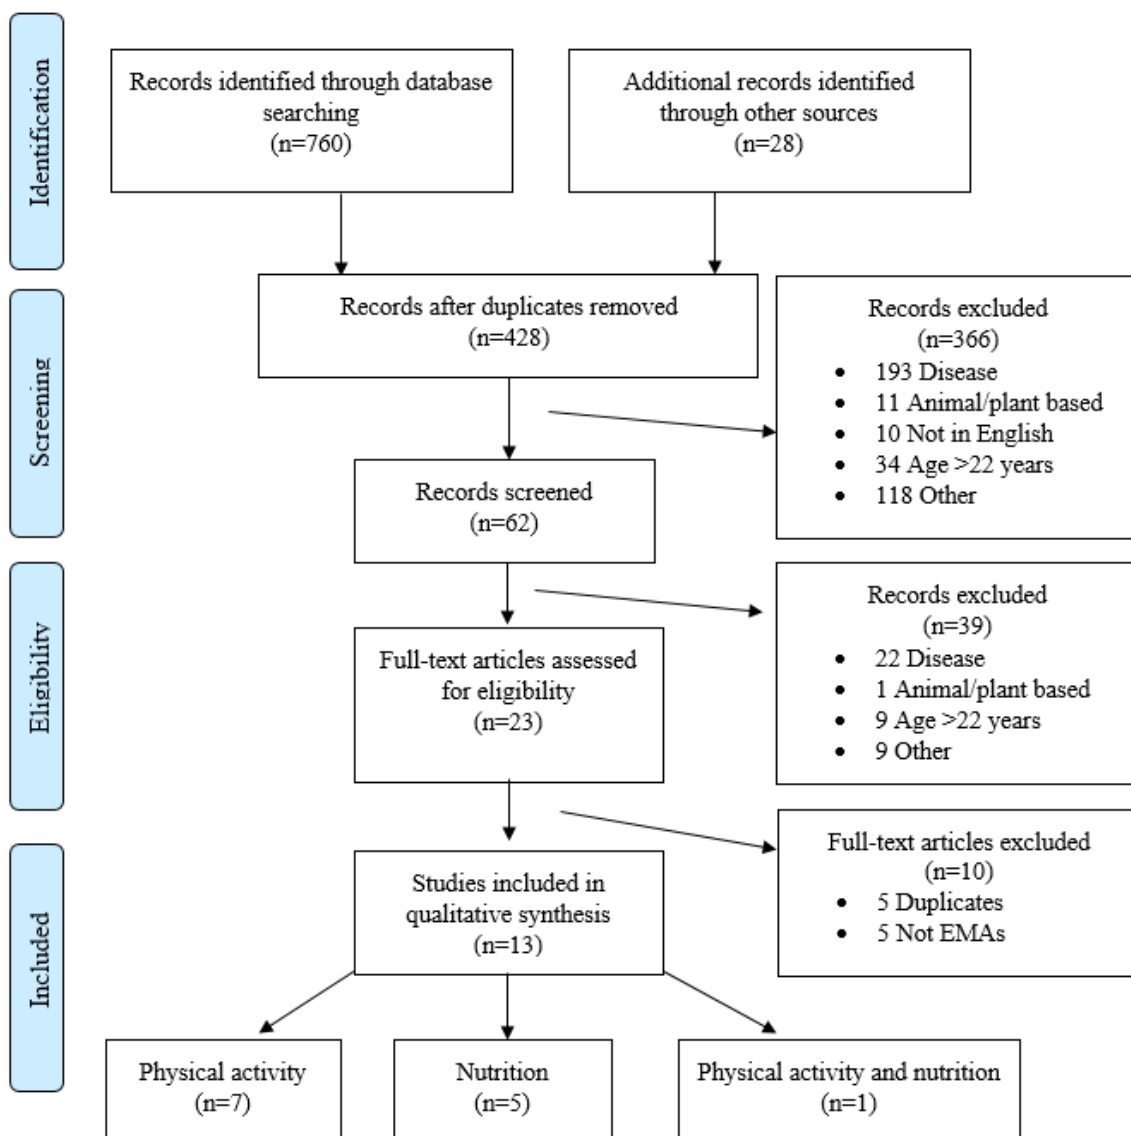 Identification
Records identified through database
searching
(n=760)
Additional records identified
through other sources
(n=28)
Screening
Records after duplicates removed
(n=428)
Records excluded
(n=366)
• 193 Disease
• 11 Animal/plant based
• 10 Not in English
• 34 Age >22 years
• 118 Other
Records screened
(n=62)
Eligibility
Records excluded
(n=39)
• 22 Disease
• 1 Animal/plant based
• 9 Age >22 years
• 9 Other
Full-text articles assessed
for eligibility
(n=23)
Full-text articles excluded
(n=10)
• 5 Duplicates
• 5 Not EMAs
Included
Studies included in
qualitative synthesis
(n=13)
Physical activity
(n=7)
Nutrition
(n=5)
Physical activity and nutrition
(n=1)